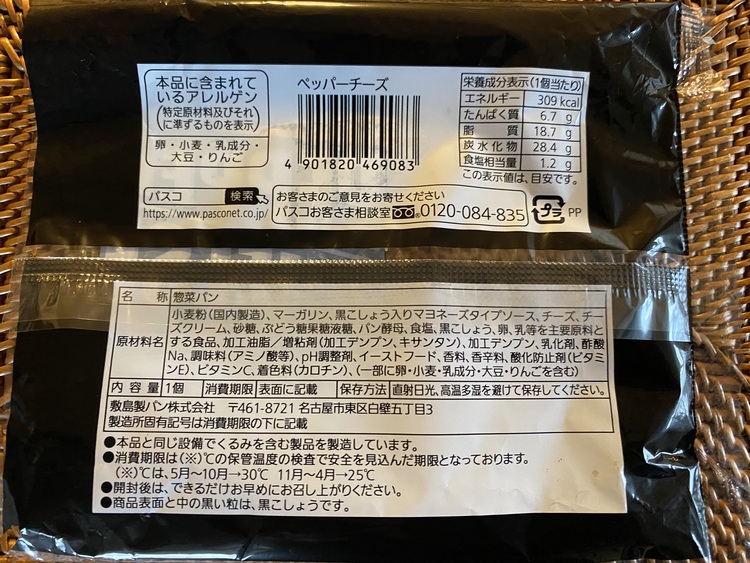 本品に含まれて
いるアレルゲン
(特定原材料及びそれ
に準ずるものを表示)
卵・小麦・乳成分・
大豆・りんご
ペッパーチーズ
4 901820 469083
栄養成分表示(1個当たり)
エネルギー 309 kcal
たんぱく質 6.7 g
脂質 18.7 g
炭水化物 28.4 g
食塩相当量 1.2 g
この表示値は、目安です。
パスコ 検索
https://www.pasconet.co.jp/
お客さまのご意見をお寄せください
パスコお客さま相談室 0120-084-835
プラ PP
名称 惣菜パン
原材料名
小麦粉(国内製造)、マーガリン、黒こしょう入りマヨネーズタイプソース、チーズ、チ
ーズクリーム、砂糖、ぶどう糖果糖液糖、パン酵母、食塩、黒こしょう、卵、乳等を主要原料と
する食品、加工油脂/増粘剤(加工デンプン、キサンタン)、加工デンプン、乳化剤、酢酸
Na、調味料(アミノ酸等)、pH調整剤、イーストフード、香料、香辛料、酸化防止剤(ビタミ
ンE)、ビタミンC、着色料(カロチン)、(一部に卵・小麦・乳成分・大豆・りんごを含む)
内容量 1個 消費期限 表面に記載 保存方法 直射日光、高温多湿を避けて保存してください。
敷島製パン株式会社 〒461-8721 名古屋市東区白壁五丁目3
製造所固有記号は消費期限の下に記載
●本品と同じ設備でくるみを含む製品を製造しています。
●消費期限は(※)℃の保管温度の検査で安全を見込んだ期限となっております。
(※)℃は、5月〜10月→30℃ 11月〜4月→25℃
●開封後は、できるだけお早めにお召し上がりください。
●商品表面と中の黒い粒は、黒こしょうです。